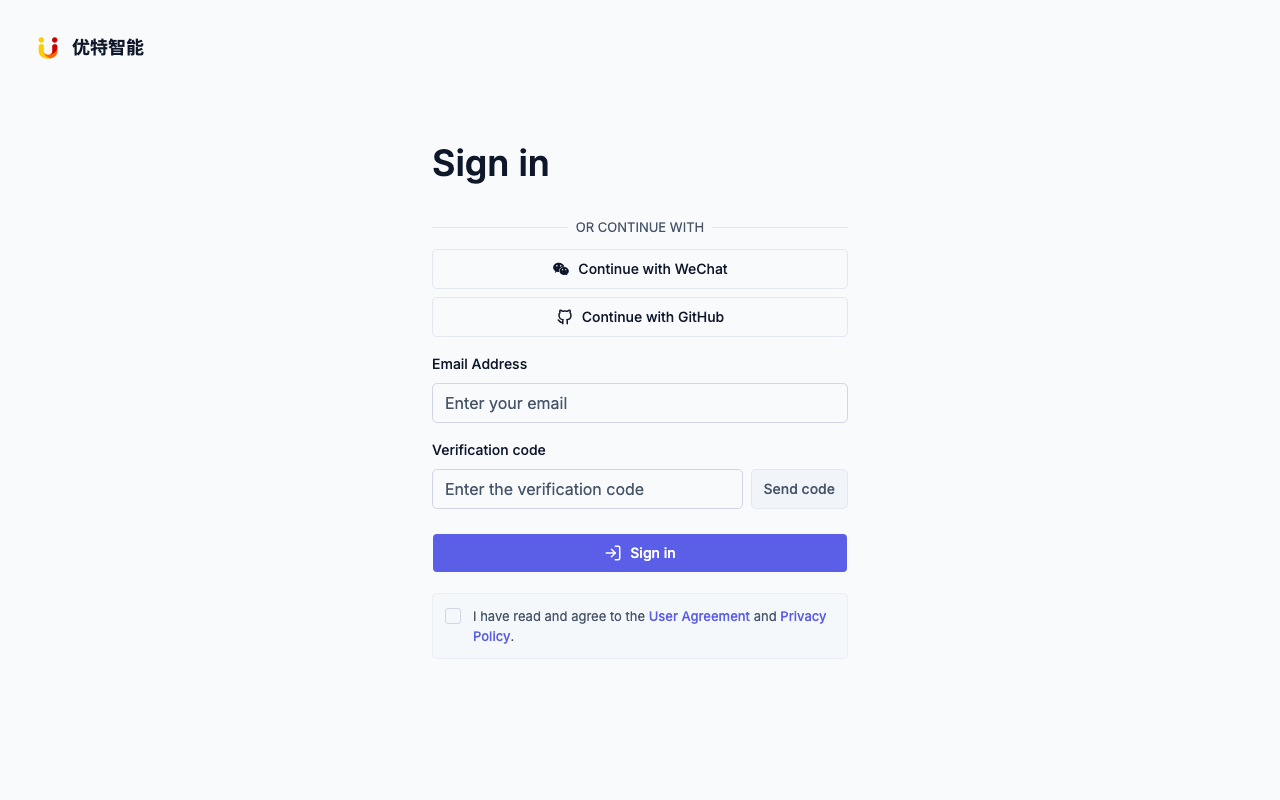 优特智能
Sign in
OR CONTINUE WITH
Continue with WeChat
Continue with GitHub
Email Address
Enter your email
Verification code
Enter the verification code
Send code
Sign in
I have read and agree to the User Agreement and Privacy
Policy.